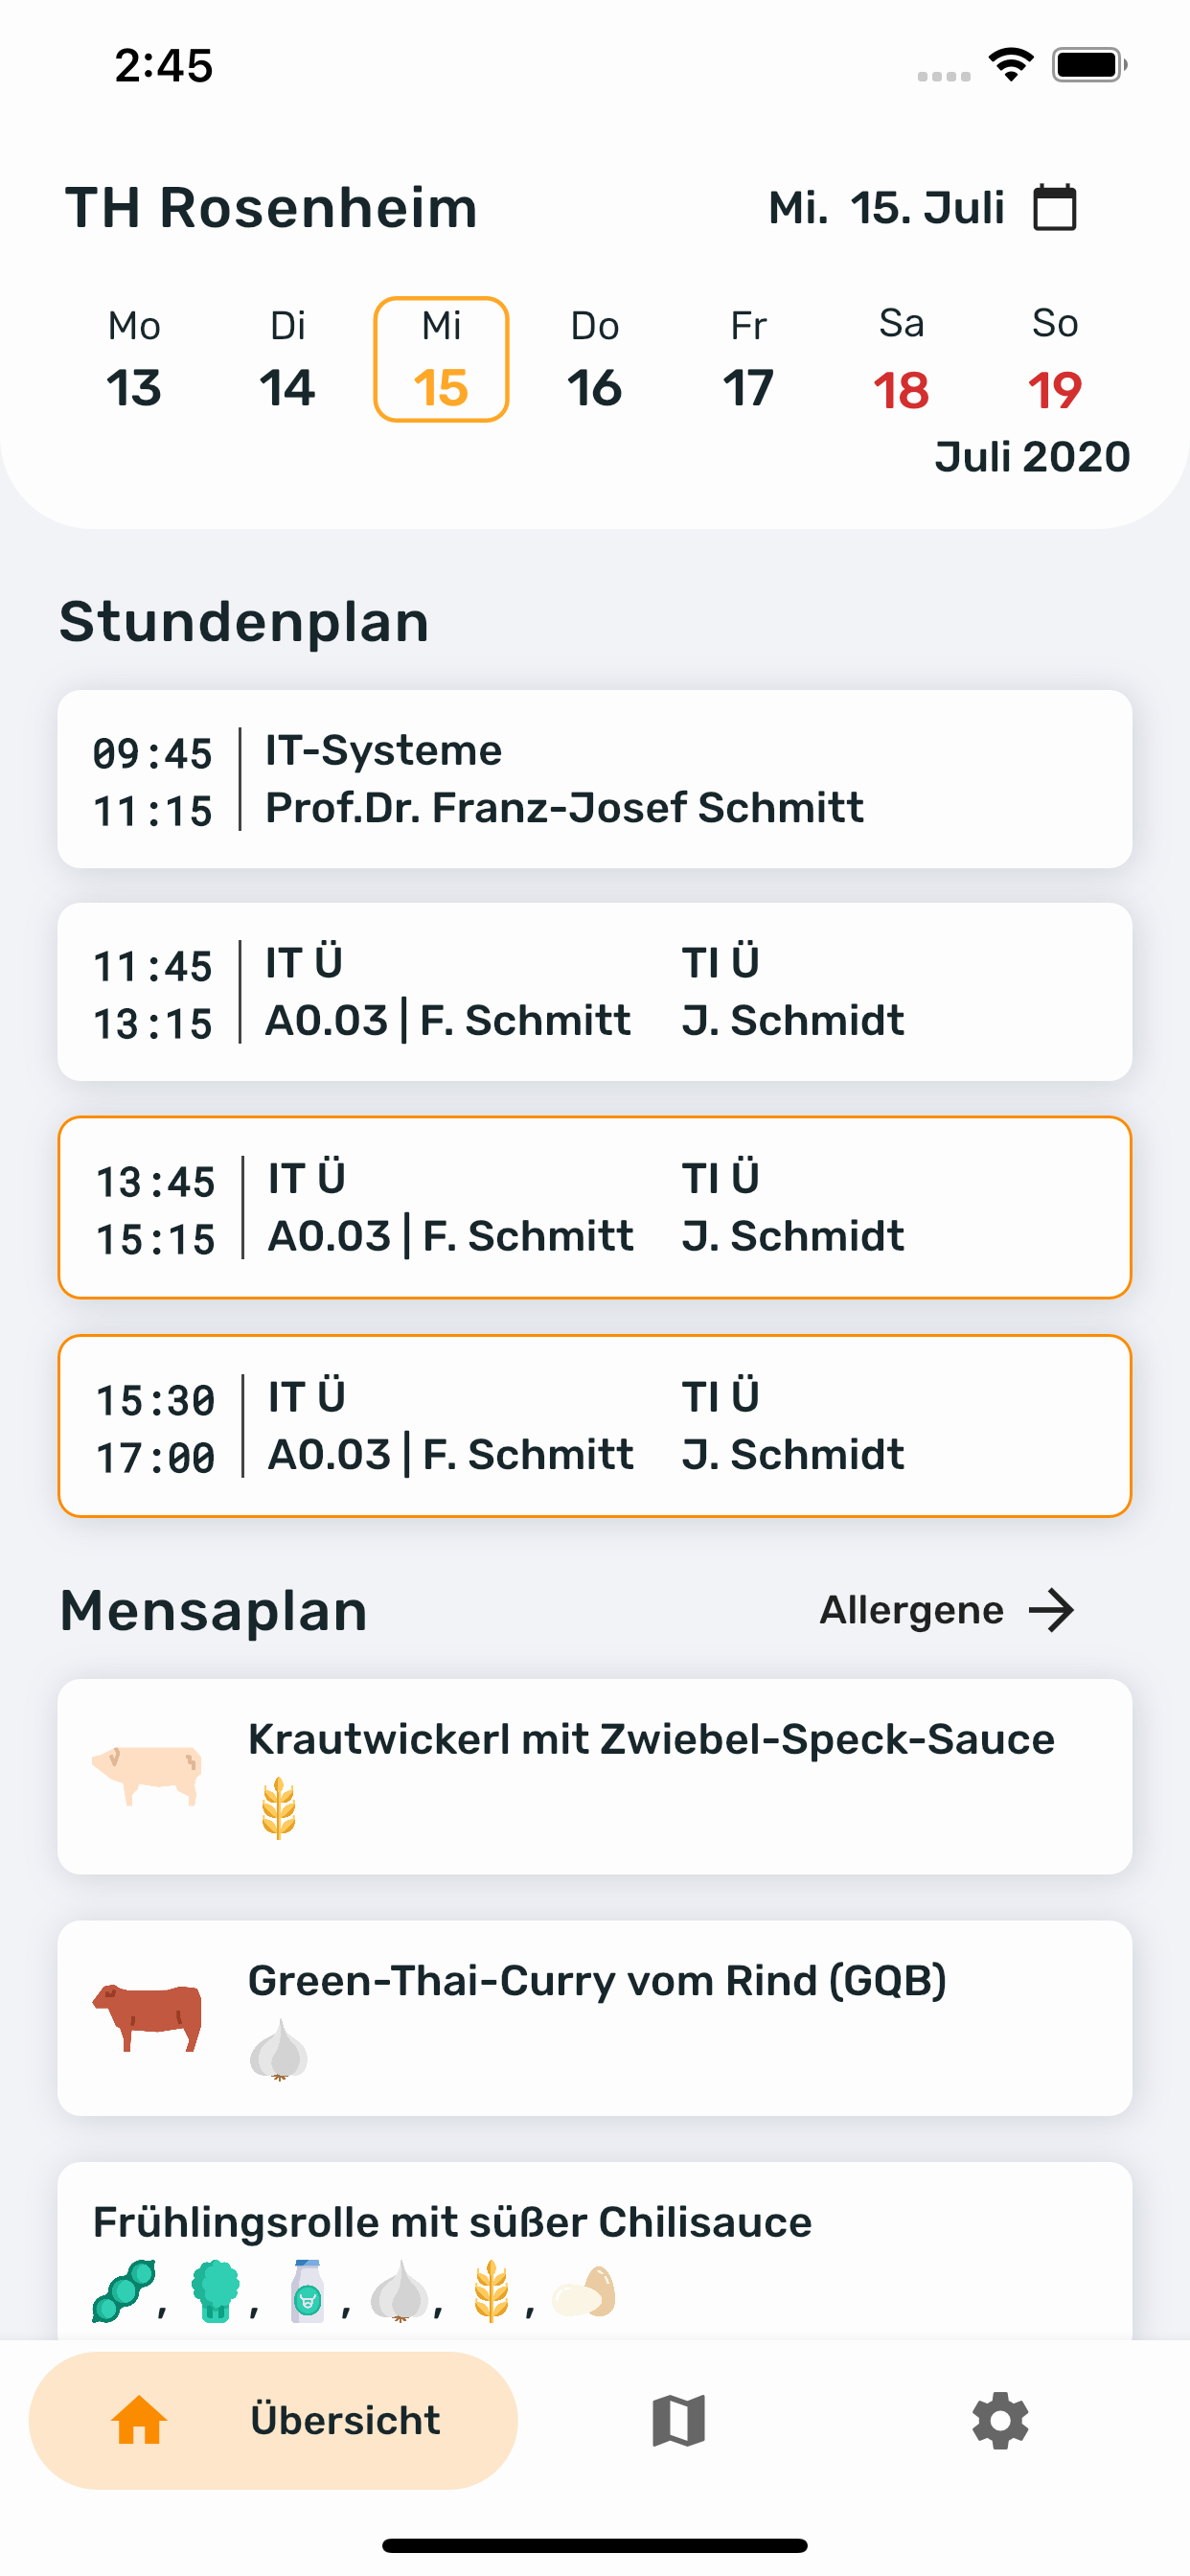 2:45
TH Rosenheim
Mi. 15. Juli
Mo Di Mi Do Fr Sa So
13 14 15 16 17 18 19
Juli 2020
Stundenplan
09:45 IT-Systeme
11:15 Prof.Dr. Franz-Josef Schmitt
11:45 IT Ü TI Ü
13:15 A0.03 | F. Schmitt J. Schmidt
13:45 IT Ü TI Ü
15:15 A0.03 | F. Schmitt J. Schmidt
15:30 IT Ü TI Ü
17:00 A0.03 | F. Schmitt J. Schmidt
Mensaplan
Allergene
Krautwickerl mit Zwiebel-Speck-Sauce
Green-Thai-Curry vom Rind (GQB)
Frühlingsrolle mit süßer Chilisauce
, , , , ,
Übersicht